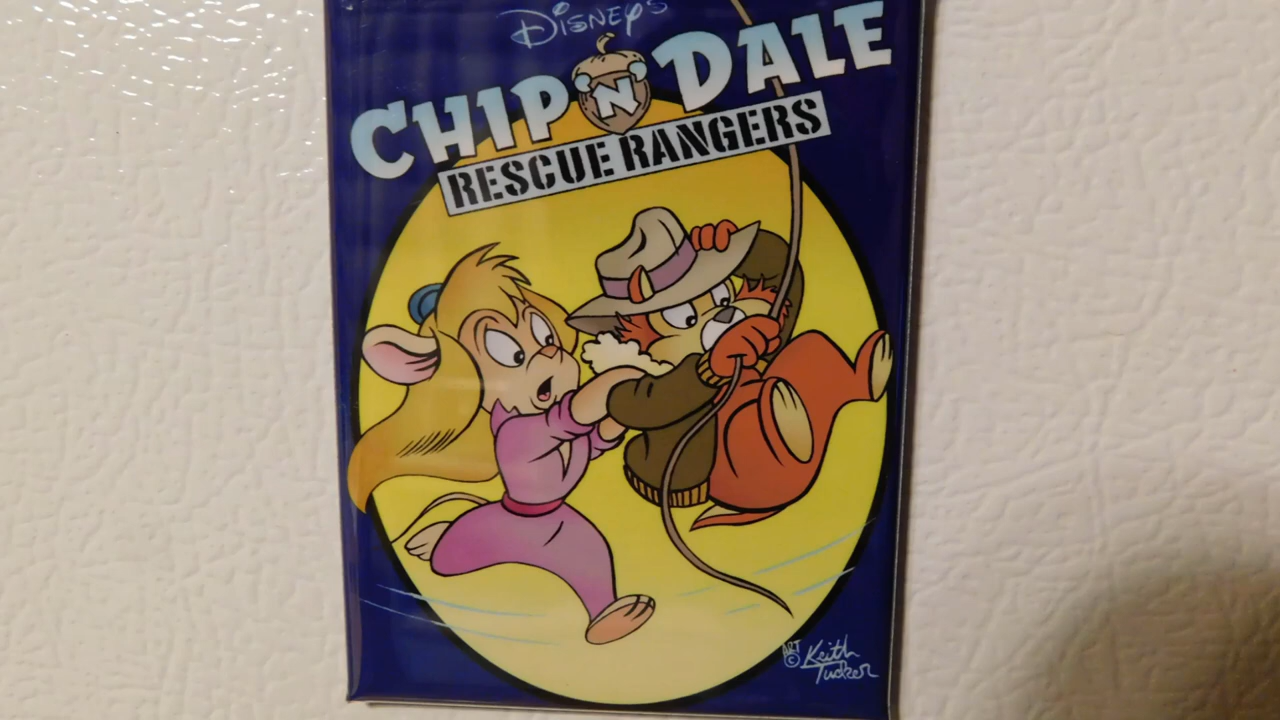 Disney's
CHIP 'N' DALE
RESCUE RANGERS
ART
© Keith
Tucker